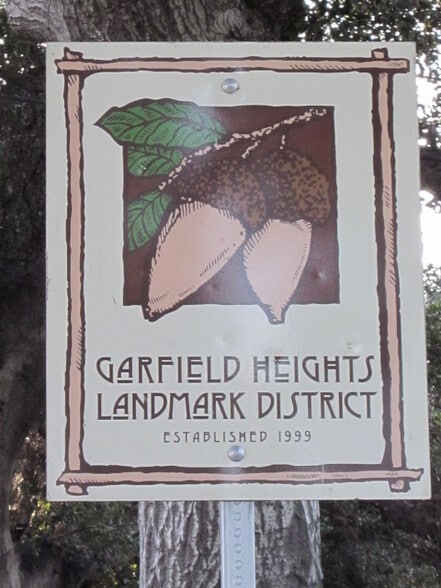 GARFIELD HEIGHTS
LANDMARK DISTRICT
ESTABLISHED 1999